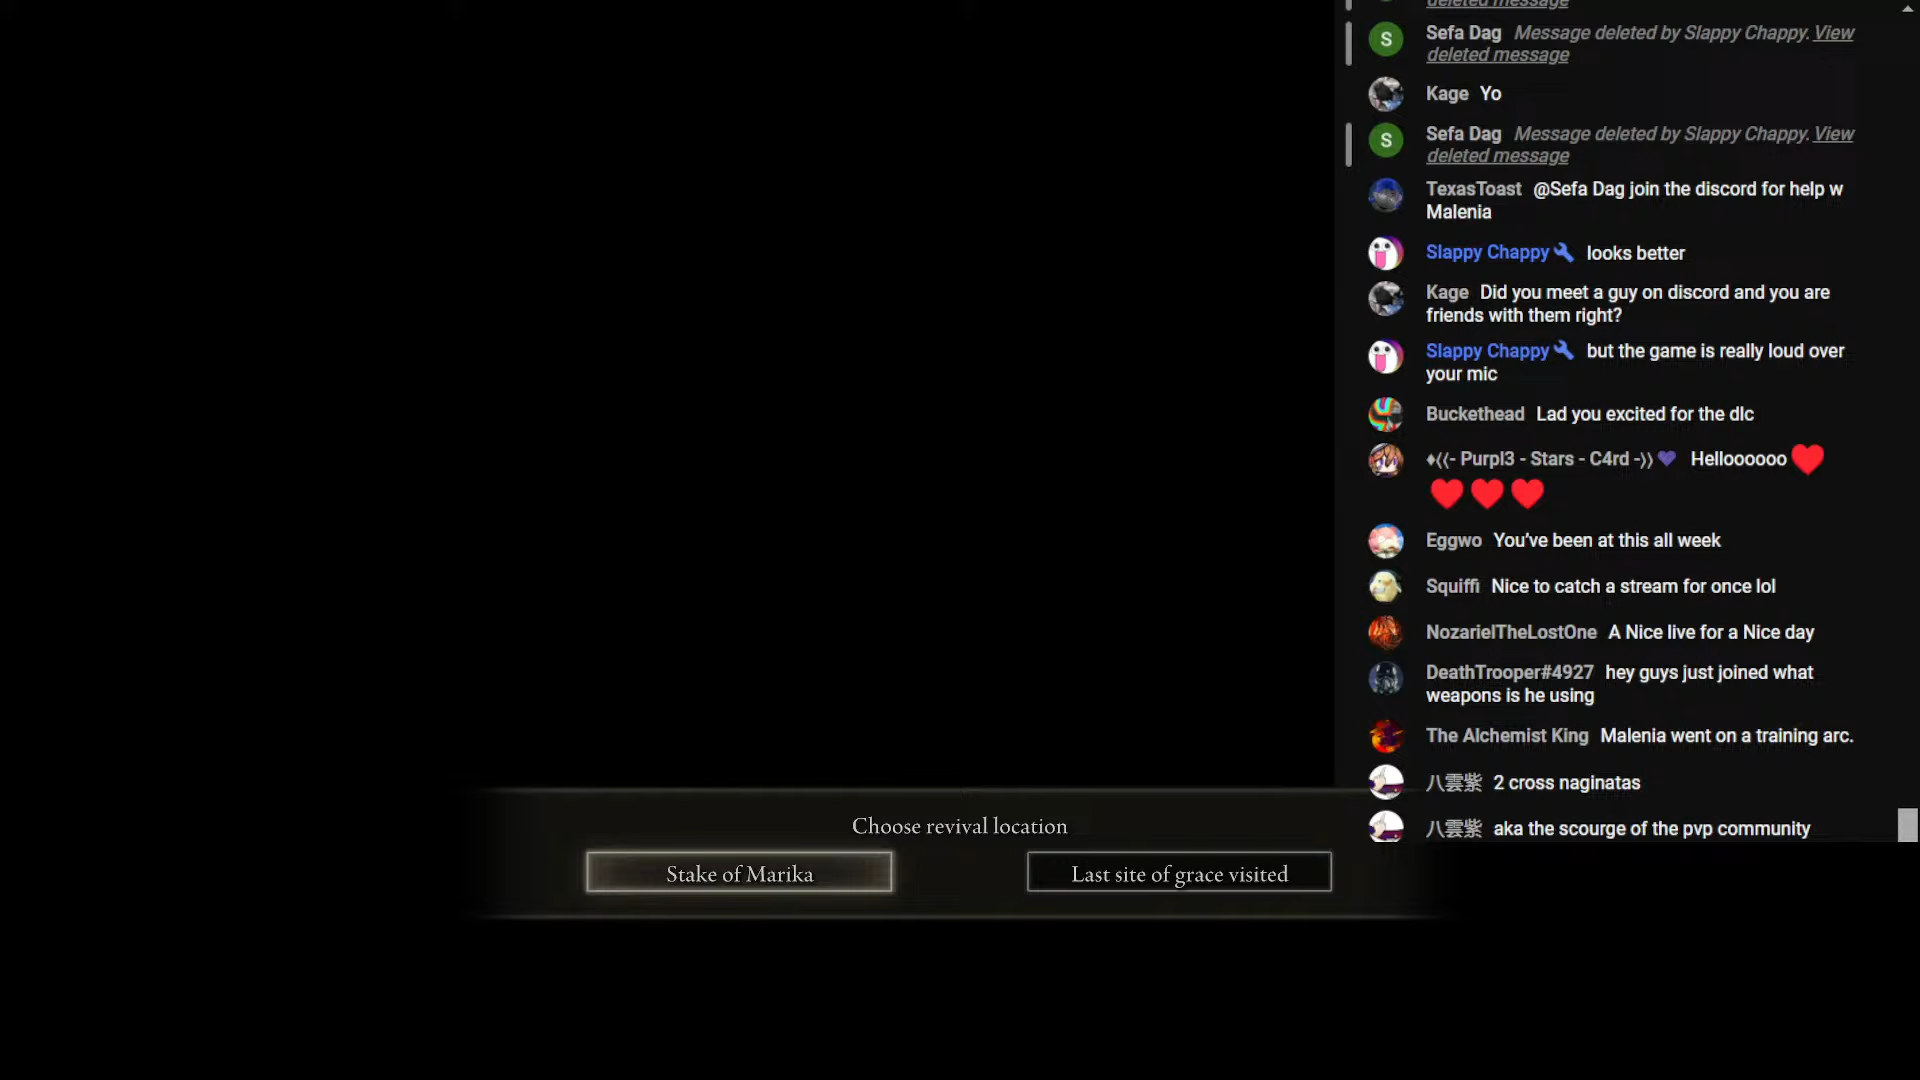 deleted message
S
Sefa Dag Message deleted by Slappy Chappy. View
deleted message
Kage Yo
S
Sefa Dag Message deleted by Slappy Chappy. View
deleted message
TexasToast @Sefa Dag join the discord for help w
Malenia
Slappy Chappy looks better
Kage Did you meet a guy on discord and you are
friends with them right?
Slappy Chappy but the game is really loud over
your mic
Buckethead Lad you excited for the dlc
♦⟨⟨- Purpl3 - Stars - C4rd -⟩⟩💜 Helloooooo ❤️
❤️❤️❤️
Eggwo You've been at this all week
Squiffi Nice to catch a stream for once lol
NozarielTheLostOne A Nice live for a Nice day
DeathTrooper#4927 hey guys just joined what
weapons is he using
The Alchemist King Malenia went on a training arc.
八雲紫 2 cross naginatas
八雲紫 aka the scourge of the pvp community
Choose revival location
Stake of Marika
Last site of grace visited